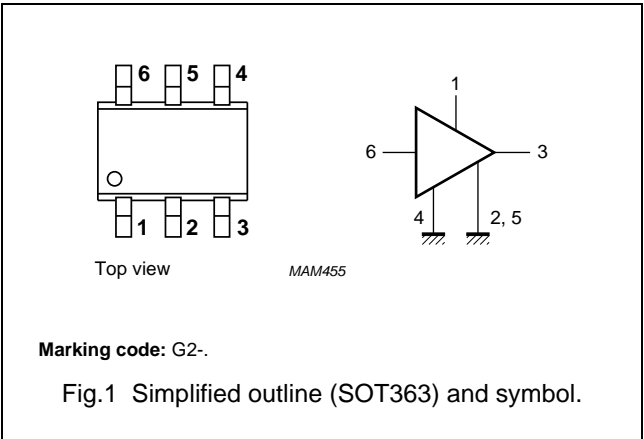 6 5 4
1 2 3
Top view
1
6
3
4
2, 5
MAM455
Marking code: G2-.
Fig.1 Simplified outline (SOT363) and symbol.